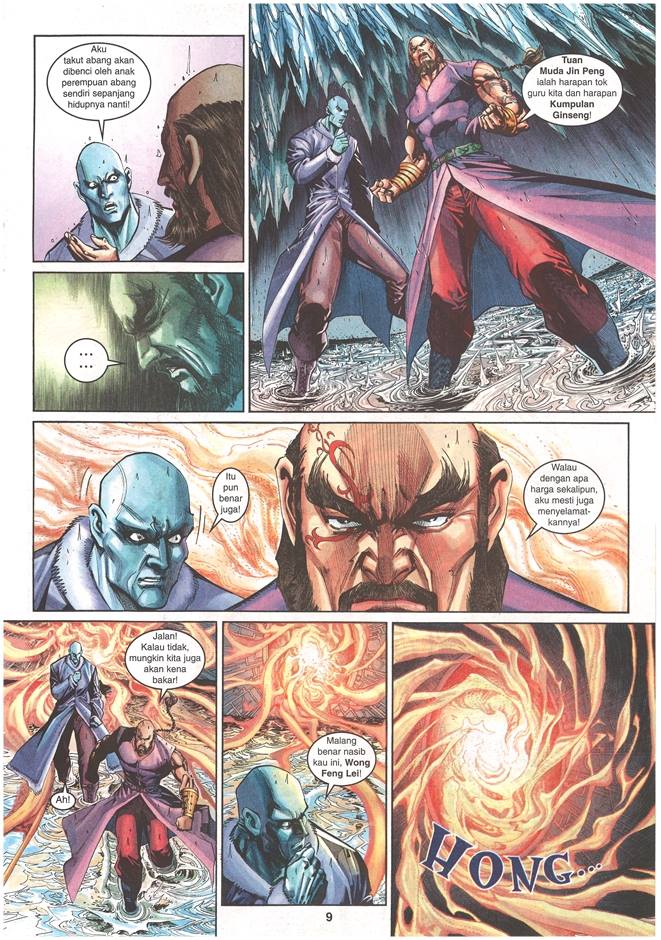 Aku
takut abang akan
dibenci oleh anak
perempuan abang
sendiri sepanjang
hidupnya nanti!
Tuan
Muda Jin Peng
ialah harapan tok
guru kita dan harapan
Kumpulan
Ginseng!
...
...
Itu
pun
benar
juga!
Walau
dengan apa
harga sekalipun,
aku mesti juga
menyelamat-
kannya!
Jalan!
Kalau tidak,
mungkin kita juga
akan kena
bakar!
Ah!
Malang
benar nasib
kau ini, Wong
Feng Lei!
HONG...
9